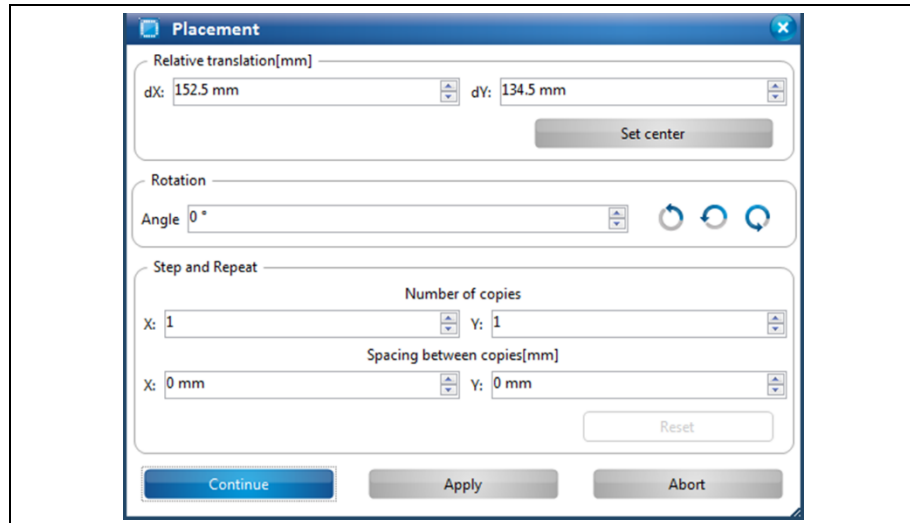 Placement
Relative translation[mm]
dX: 152.5 mm dY: 134.5 mm
Set center
Rotation
Angle 0 °
Step and Repeat
Number of copies
X: 1 Y: 1
Spacing between copies[mm]
X: 0 mm Y: 0 mm
Reset
Continue Apply Abort